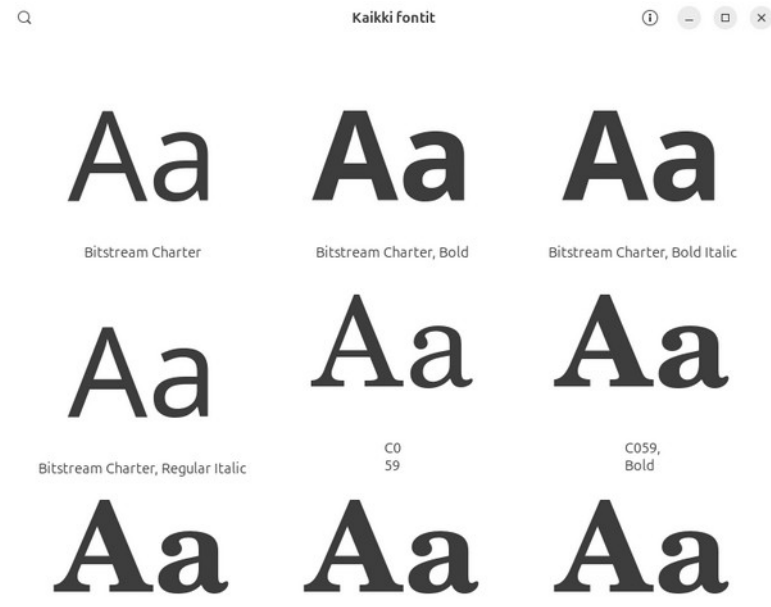 Kaikki fontit
Aa
Aa
Aa
Bitstream Charter
Bitstream Charter, Bold
Bitstream Charter, Bold Italic
Aa
Aa
Aa
Bitstream Charter, Regular Italic
C0
59
C059,
Bold
Aa
Aa
Aa